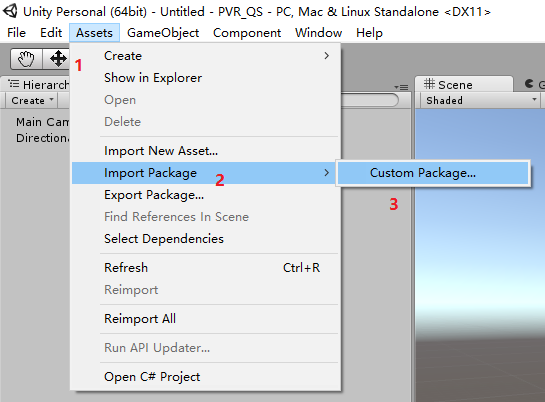 Unity Personal (64bit) - Untitled - PVR_QS - PC, Mac & Linux Standalone <DX11>
File Edit Assets GameObject Component Window Help
1
Create
Show in Explorer
Open
Delete
Import New Asset...
Import Package
2
Export Package...
Find References In Scene
Select Dependencies
Refresh Ctrl+R
Reimport
Reimport All
Run API Updater...
Open C# Project
Custom Package...
3
Hierarch
Create
Main Cam
Directiona
Scene
Shaded